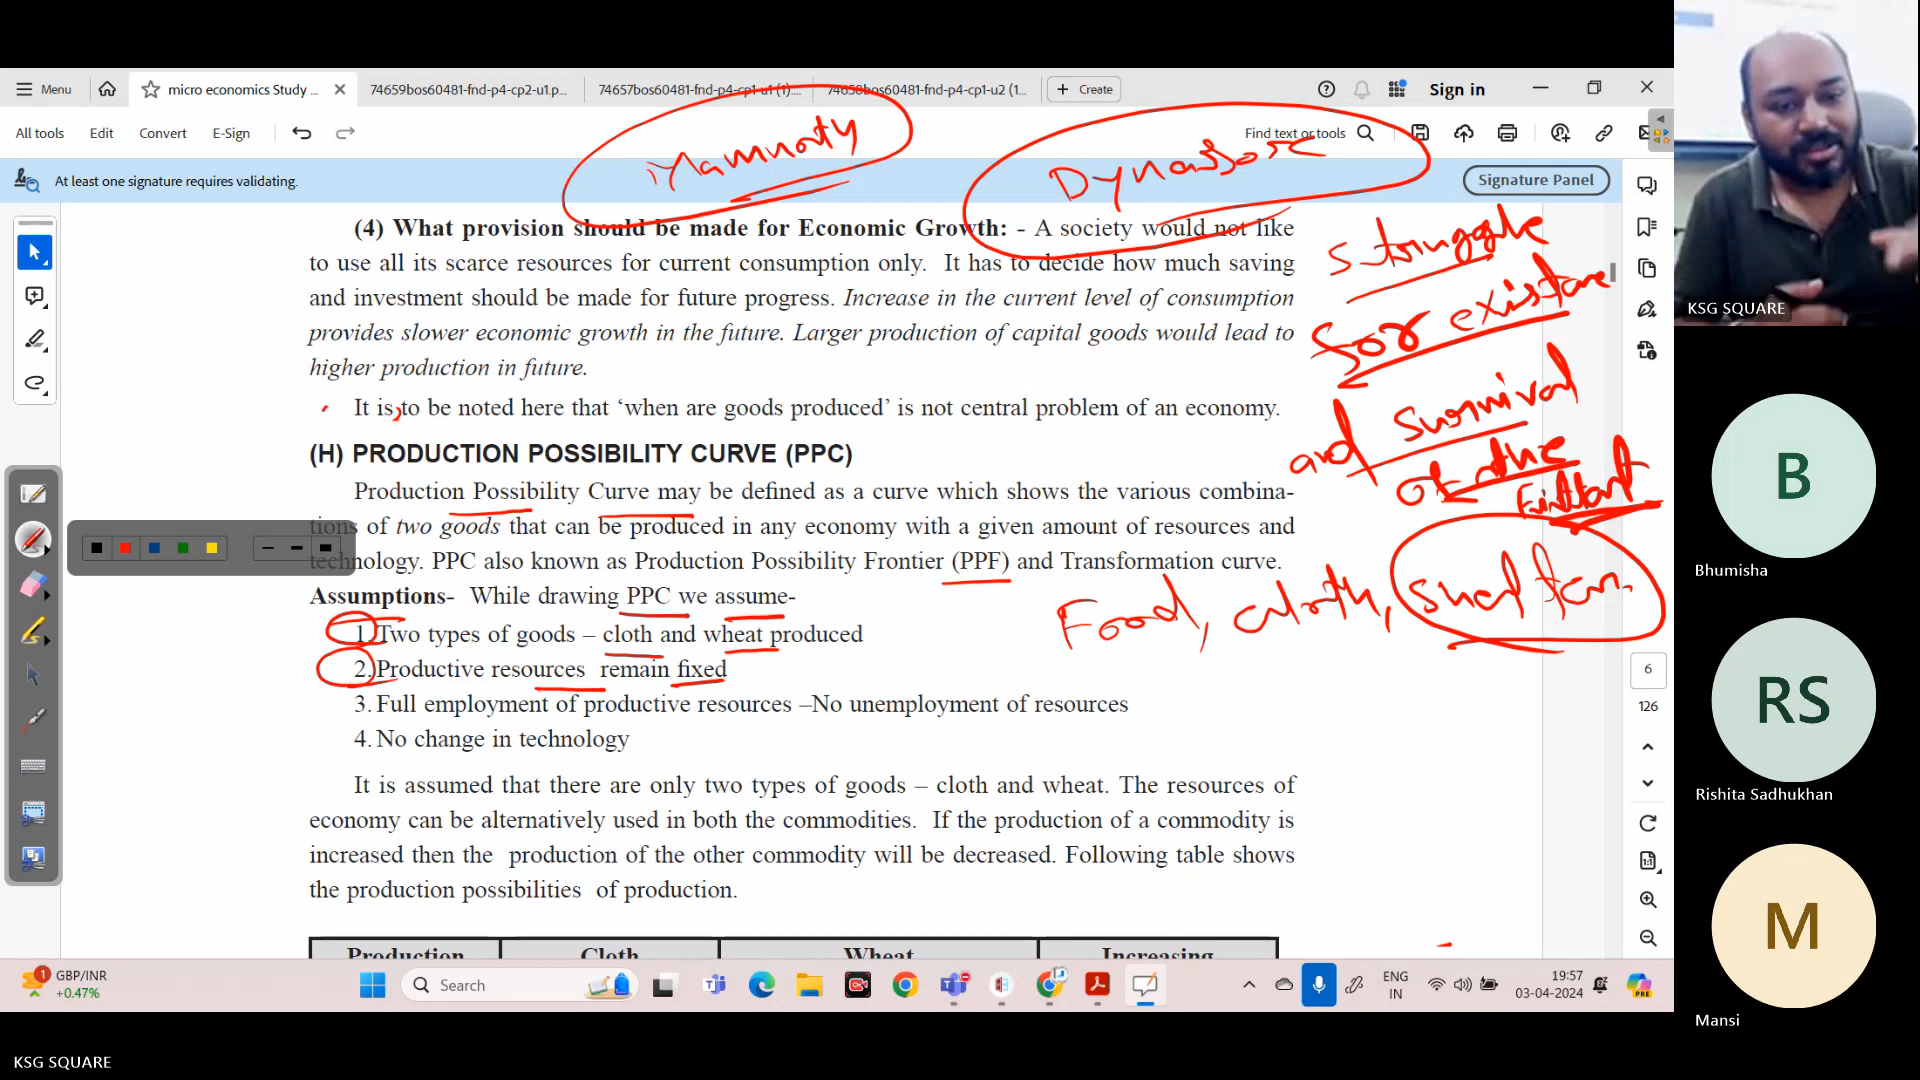 Menu
micro economics Study ...
74659bos60481-fnd-p4-cp2-u1.p...
74657bos60481-fnd-p4-cp1-u1 (1)....
74658bos60481-fnd-p4-cp1-u2 (1...
Create
Sign in
All tools
Edit
Convert
E-Sign
Find text or tools
At least one signature requires validating.
Signature Panel
(4) What provision should be made for Economic Growth: - A society would not like
to use all its scarce resources for current consumption only. It has to decide how much saving
and investment should be made for future progress. Increase in the current level of consumption
provides slower economic growth in the future. Larger production of capital goods would lead to
higher production in future.
It is, to be noted here that ‘when are goods produced’ is not central problem of an economy.
(H) PRODUCTION POSSIBILITY CURVE (PPC)
Production Possibility Curve may be defined as a curve which shows the various combina-
tions of two goods that can be produced in any economy with a given amount of resources and
technology. PPC also known as Production Possibility Frontier (PPF) and Transformation curve.
Assumptions- While drawing PPC we assume-
1. Two types of goods – cloth and wheat produced
2. Productive resources remain fixed
3. Full employment of productive resources –No unemployment of resources
4. No change in technology
It is assumed that there are only two types of goods – cloth and wheat. The resources of
economy can be alternatively used in both the commodities. If the production of a commodity is
increased then the production of the other commodity will be decreased. Following table shows
the production possibilities of production.
Production Cloth Wheat Increasing
struggle
for
and survival
of the
Food, cloth,
6
126
KSG SQUARE
B
Bhumisha
RS
Rishita Sadhukhan
M
Mansi
1
GBP/INR
+0.47%
Search
ENG
IN
19:57
03-04-2024
PRE
KSG SQUARE